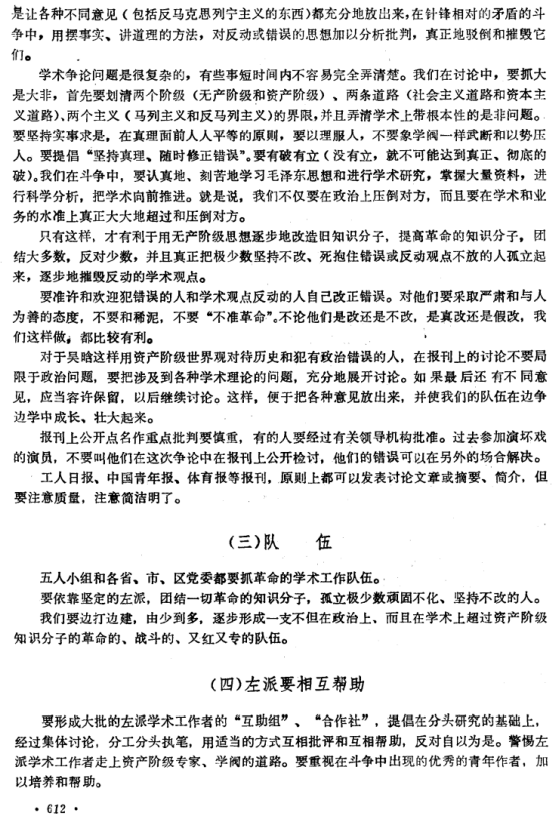 是让各种不同意见（包括反马克思列宁主义的东西）都充分地放出来，在针锋相对的矛盾的斗
争中，用摆事实、讲道理的方法，对反动或错误的思想加以分析批判，真正地驳倒和摧毁它
们。
学术争论问题是很复杂的，有些事短时间内不容易完全弄清楚。我们在讨论中，要抓大
是大非，首先要划清两个阶级（无产阶级和资产阶级）、两条道路（社会主义道路和资本主
义道路）、两个主义（马列主义和反马列主义）的界限，并且弄清学术上带根本性的是非问题。
要坚持实事求是，在真理面前人人平等的原则，要以理服人，不要象学阀一样武断和以势压
人。要提倡“坚持真理、随时修正错误”。要有破有立（没有立，就不可能达到真正、彻底的
破）。我们在斗争中，要认真地、刻苦地学习毛泽东思想和进行学术研究，掌握大量资料，进
行科学分析，把学术向前推进。就是说，我们不仅要在政治上压倒对方，而且要在学术和业
务的水准上真正大大地超过和压倒对方。
只有这样，才有利于用无产阶级思想逐步地改造旧知识分子，提高革命的知识分子，团
结大多数，反对少数，并且真正把极少数坚持不改、死抱住错误或反动观点不放的人孤立起
来，逐步地摧毁反动的学术观点。
要准许和欢迎犯错误的人和学术观点反动的人自己改正错误。对他们要采取严肃和与人
为善的态度，不要和稀泥，不要“不准革命”。不论他们是改还是不改，是真改还是假改，我
们这样做，都比较有利。
对于吴晗这样用资产阶级世界观对待历史和犯有政治错误的人，在报刊上的讨论不要局
限于政治问题，要把涉及到各种学术理论的问题，充分地展开讨论。如果最后还有不同意
见，应当容许保留，以后继续讨论。这样，便于把各种意见放出来，并使我们的队伍在边争
边学中成长、壮大起来。
报刊上公开点名作重点批判要慎重，有的人要经过有关领导机构批准。过去参加演坏戏
的演员，不要叫他们在这次争论中在报刊上公开检讨，他们的错误可以在另外的场合解决。
工人日报、中国青年报、体育报等报刊，原则上都可以发表讨论文章或摘要、简介，但
要注意质量，注意简洁明了。
（三）队　伍
五人小组和各省、市、区党委都要抓革命的学术工作队伍。
要依靠坚定的左派，团结一切革命的知识分子，孤立极少数顽固不化、坚持不改的人。
我们要边打边建，由少到多，逐步形成一支不但在政治上、而且在学术上超过资产阶级
知识分子的革命的、战斗的、又红又专的队伍。
（四）左派要相互帮助
要形成大批的左派学术工作者的“互助组”、“合作社”，提倡在分头研究的基础上，
经过集体讨论，分工分头执笔，用适当的方式互相批评和互相帮助，反对自以为是。警惕左
派学术工作者走上资产阶级专家、学阀的道路。要重视在斗争中出现的优秀的青年作者，加
以培养和帮助。
· 612 ·